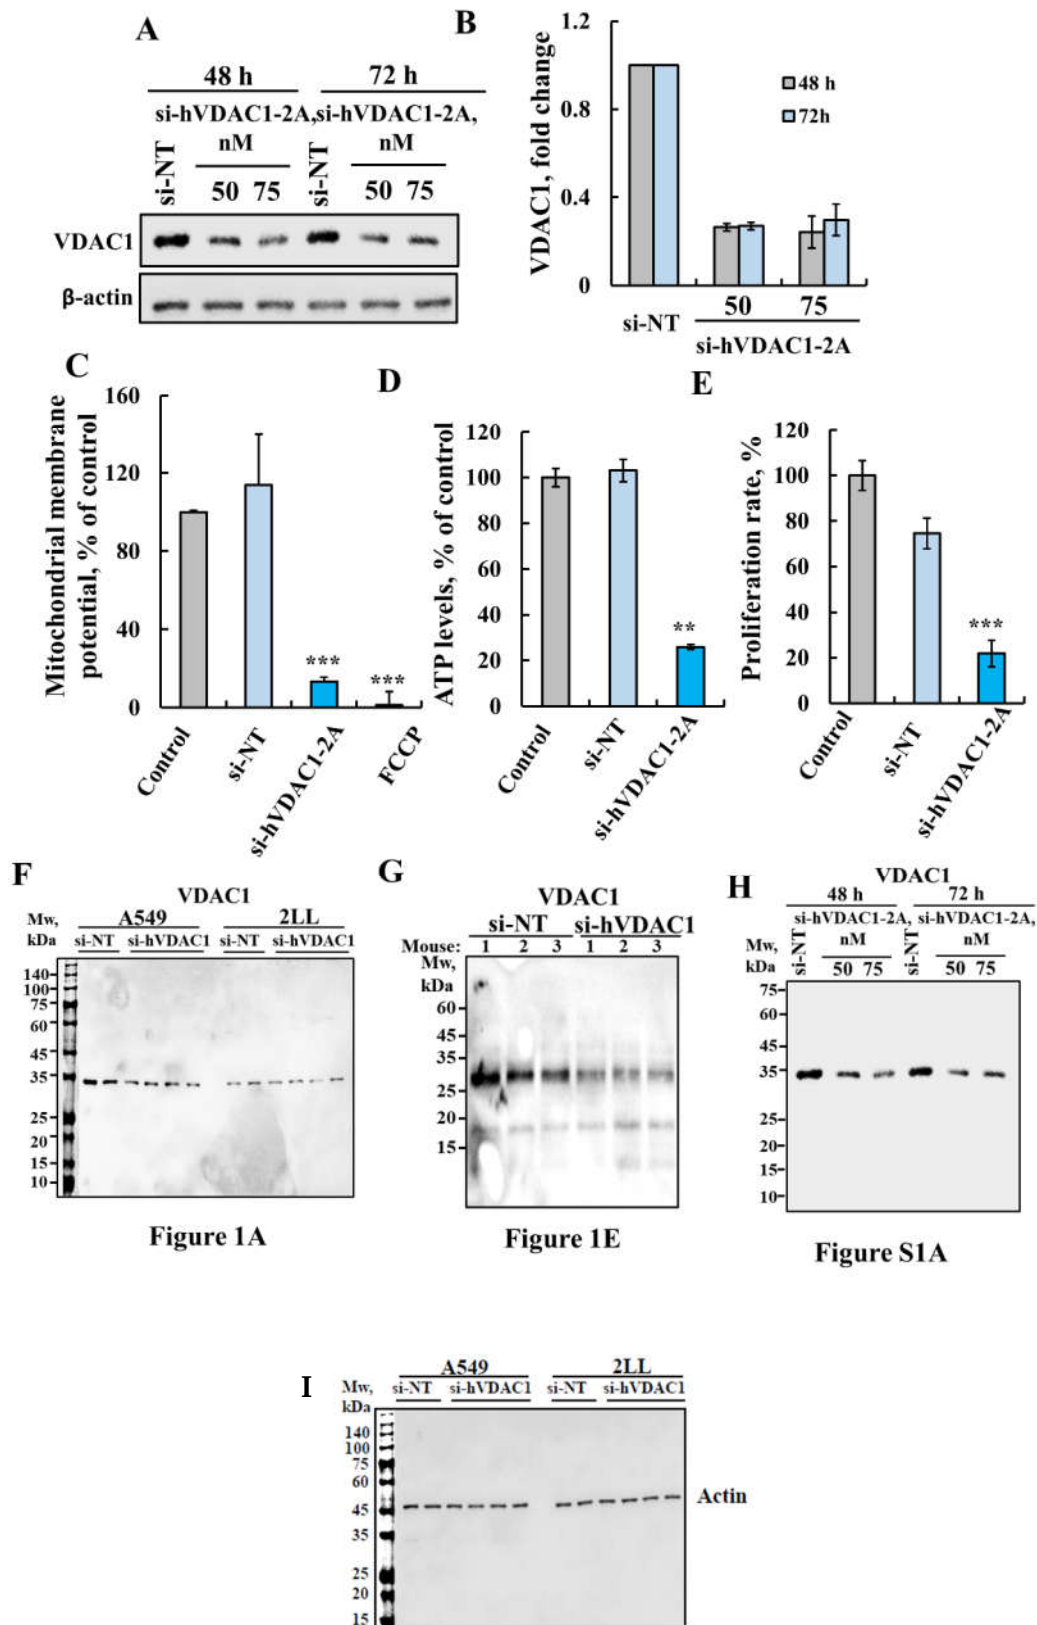 A
48 h
72 h
si-hVDAC1-2A,
si-hVDAC1-2A,
nM
nM
si-NT
50
75
si-NT
50
75
VDAC1
β-actin
B
VDAC1, fold change
1.2
0.8
0.4
0
48 h
72h
si-NT
50
75
si-hVDAC1-2A
C
Mitochondrial membrane
potential, % of control
160
120
80
40
0
***
***
Control
si-NT
si-hVDAC1-2A
FCCP
D
ATP levels, % of control
120
100
80
60
40
20
0
**
Control
si-NT
si-hVDAC1-2A
E
Proliferation rate, %
120
100
80
60
40
20
0
***
Control
si-NT
si-hVDAC1-2A
F
VDAC1
Mw,
kDa
A549
2LL
si-NT
si-hVDAC1
si-NT
si-hVDAC1
140
100
75
60
45
35
25
20
15
10
Figure 1A
G
VDAC1
si-NT
si-hVDAC1
Mouse:
1 2 3 1 2 3
Mw,
kDa
60
45
35
25
20
15
Figure 1E
H
VDAC1
48 h
72 h
si-hVDAC1-2A,
si-hVDAC1-2A,
nM
nM
Mw,
kDa
si-NT
50 75
si-NT
50 75
75
45
35
25
15
10
Figure S1A
I
A549
2LL
Mw,
kDa
si-NT
si-hVDAC1
si-NT
si-hVDAC1
140
100
75
60
45
35
25
20
15
Actin